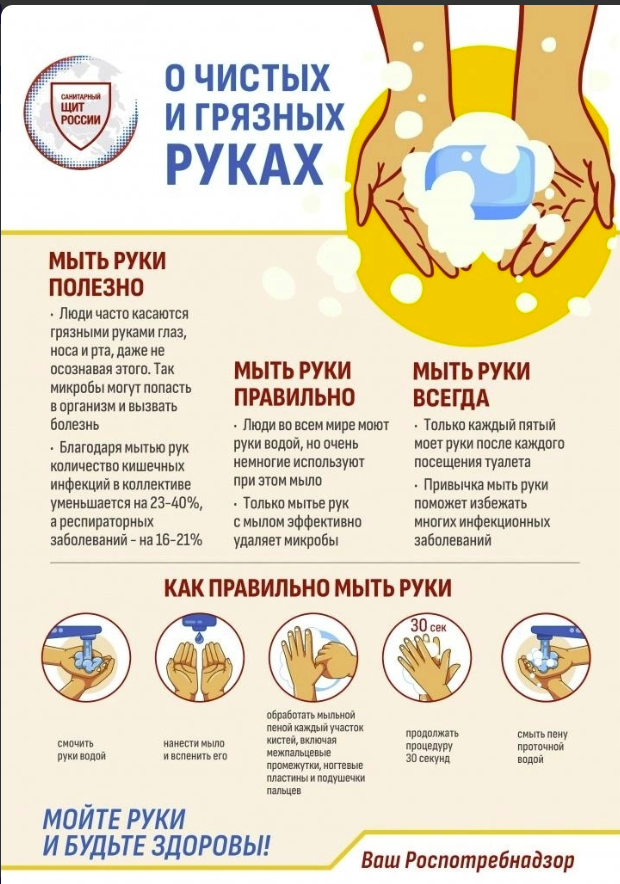 САНИТАРНЫЙ
ЩИТ
РОССИИ
О ЧИСТЫХ
И ГРЯЗНЫХ
РУКАХ
МЫТЬ РУКИ
ПОЛЕЗНО
· Люди часто касаются
грязными руками глаз,
носа и рта, даже не
осознавая этого. Так
микробы могут попасть
в организм и вызвать
болезнь
· Благодаря мытью рук
количество кишечных
инфекций в коллективе
уменьшается на 23-40%,
а респираторных
заболеваний - на 16-21%
МЫТЬ РУКИ
ПРАВИЛЬНО
· Люди во всем мире моют
руки водой, но очень
немногие используют
при этом мыло
· Только мытье рук
с мылом эффективно
удаляет микробы
МЫТЬ РУКИ
ВСЕГДА
· Только каждый пятый
моет руки после каждого
посещения туалета
· Привычка мыть руки
поможет избежать
многих инфекционных
заболеваний
КАК ПРАВИЛЬНО МЫТЬ РУКИ
30 сек
смочить
руки водой
нанести мыло
и вспенить его
обработать мыльной
пеной каждый участок
кистей, включая
межпальцевые
промежутки, ногтевые
пластины и подушечки
пальцев
продолжать
процедуру
30 секунд
смыть пену
проточной
водой
МОЙТЕ РУКИ
И БУДЬТЕ ЗДОРОВЫ!
Ваш Роспотребнадзор